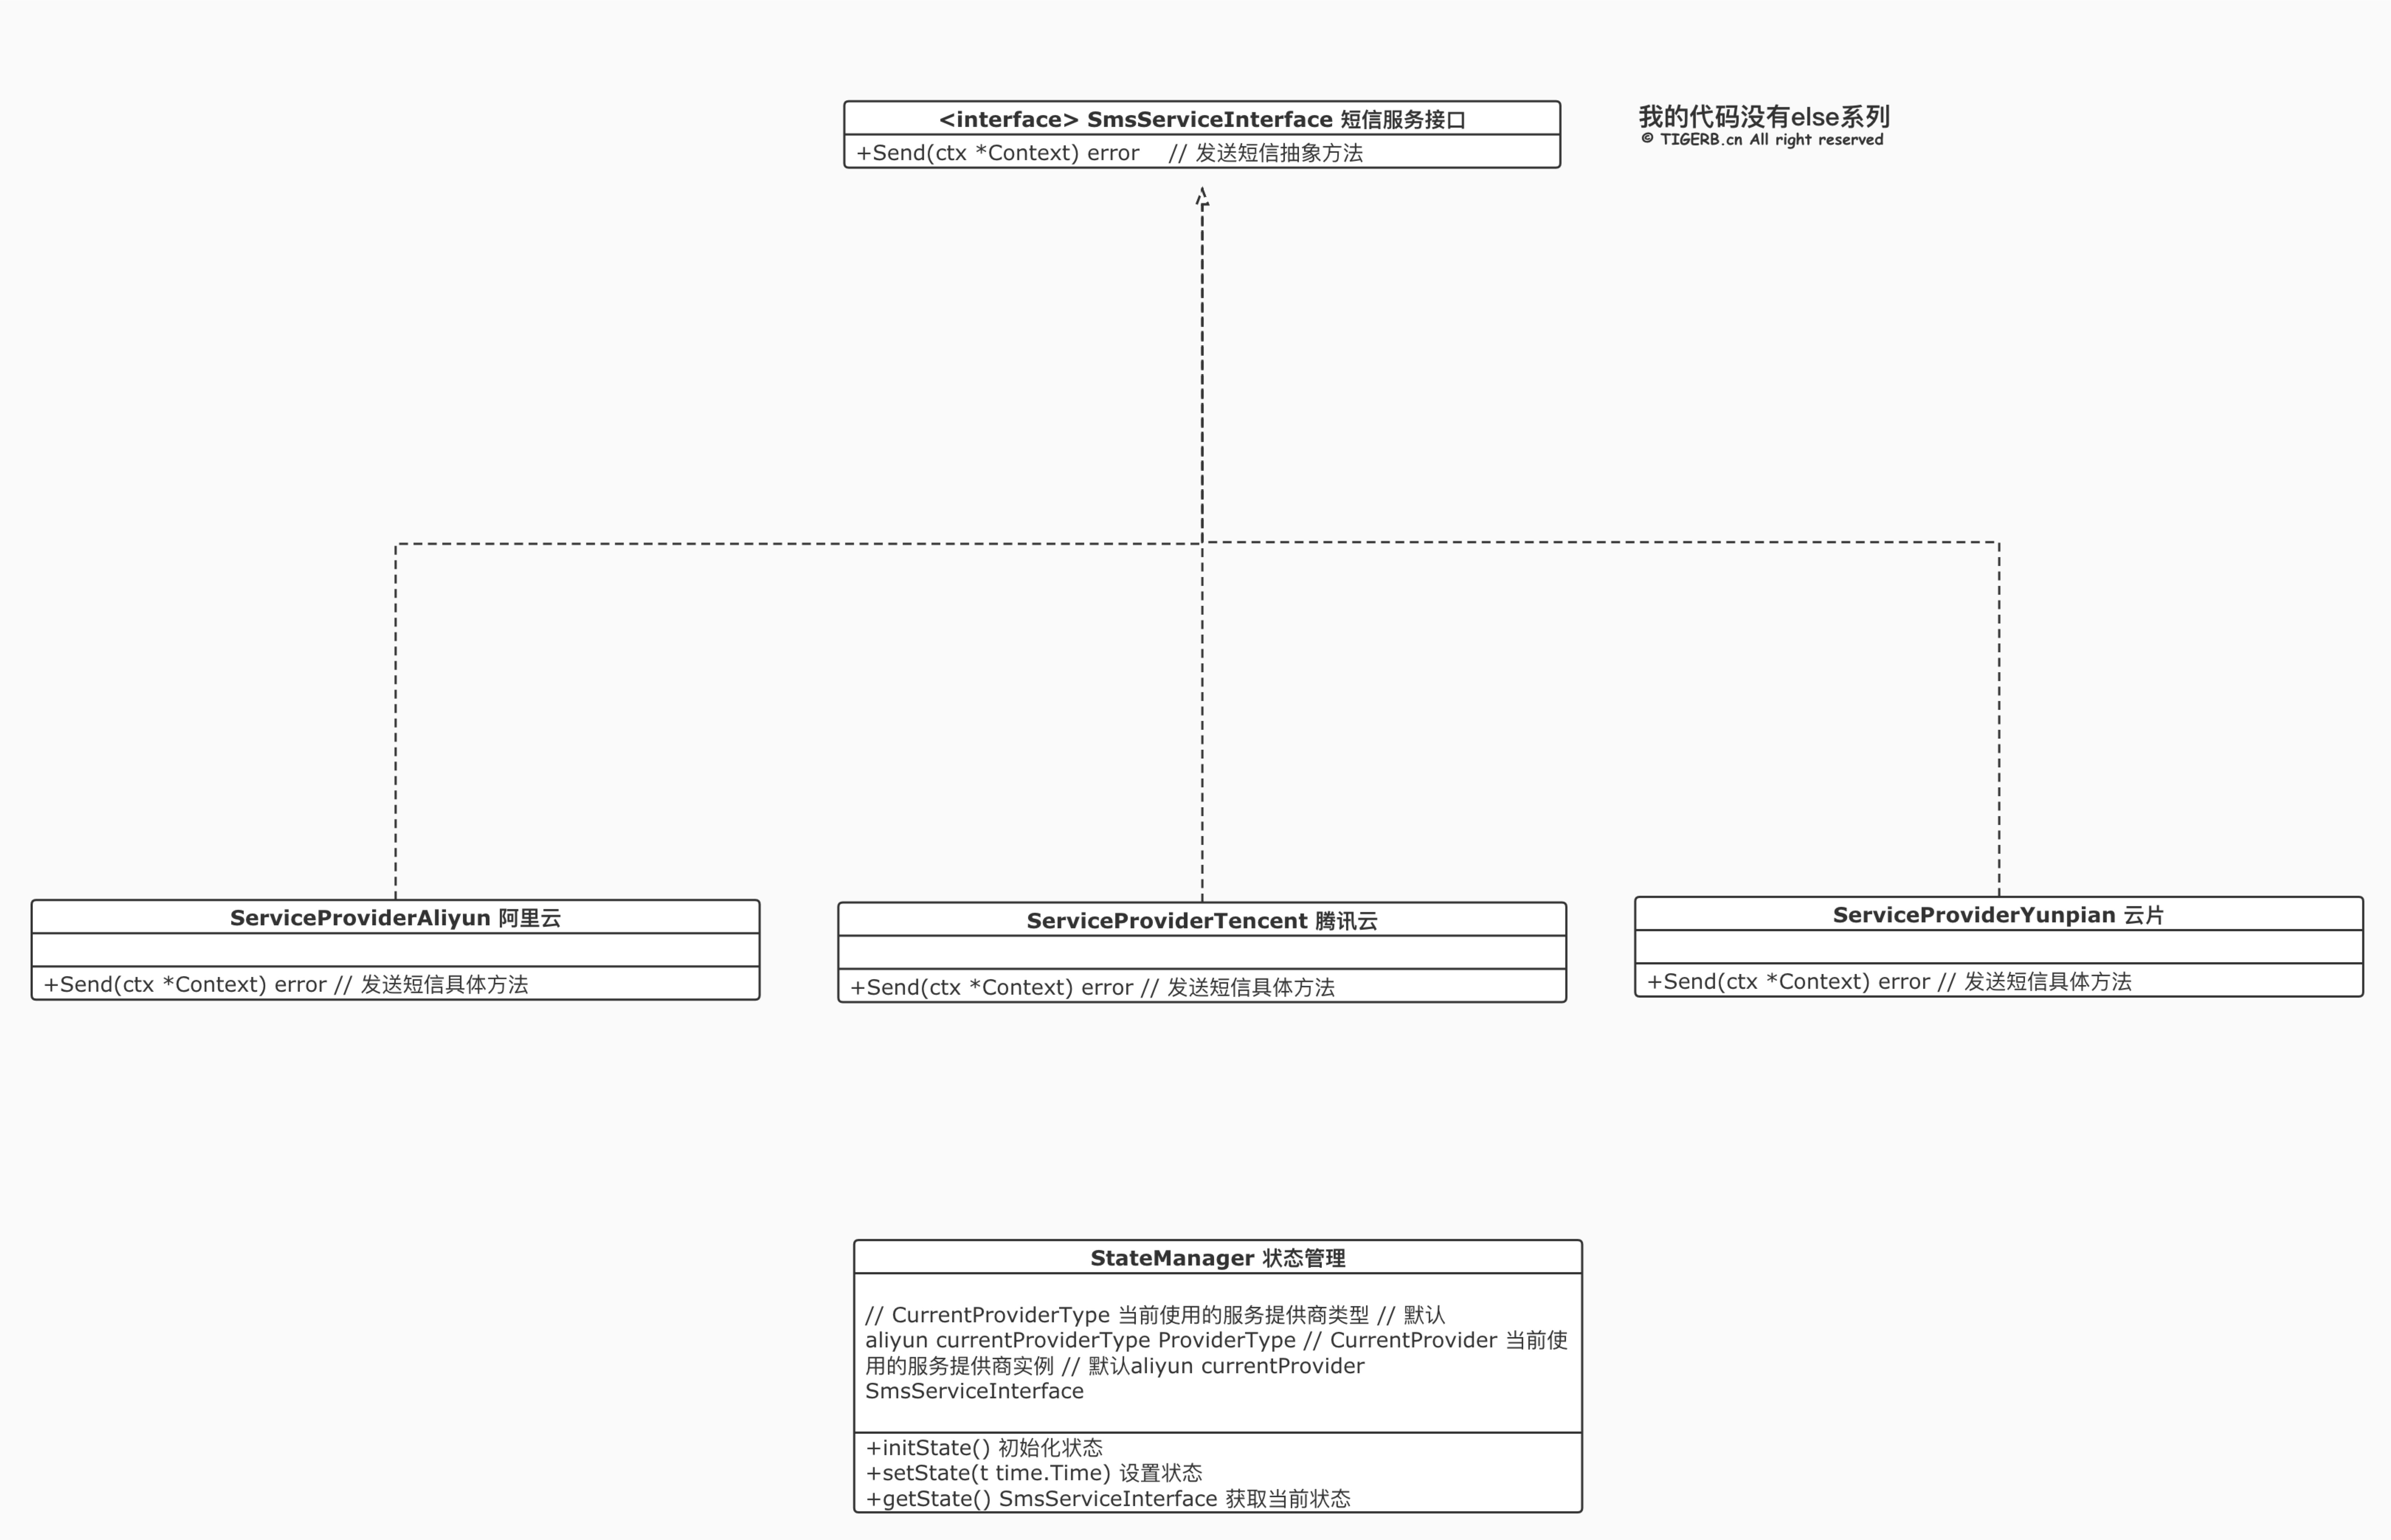 <interface> SmsServiceInterface 短信服务接口
+Send(ctx *Context) error // 发送短信抽象方法
我的代码没有else系列
© TIGERB.cn All right reserved
ServiceProviderAliyun 阿里云
+Send(ctx *Context) error // 发送短信具体方法
ServiceProviderTencent 腾讯云
+Send(ctx *Context) error // 发送短信具体方法
ServiceProviderYunpian 云片
+Send(ctx *Context) error // 发送短信具体方法
StateManager 状态管理
// CurrentProviderType 当前使用的服务提供商类型 // 默认
aliyun currentProviderType ProviderType // CurrentProvider 当前使
用的服务提供商实例 // 默认aliyun currentProvider
SmsServiceInterface
+initState() 初始化状态
+setState(t time.Time) 设置状态
+getState() SmsServiceInterface 获取当前状态